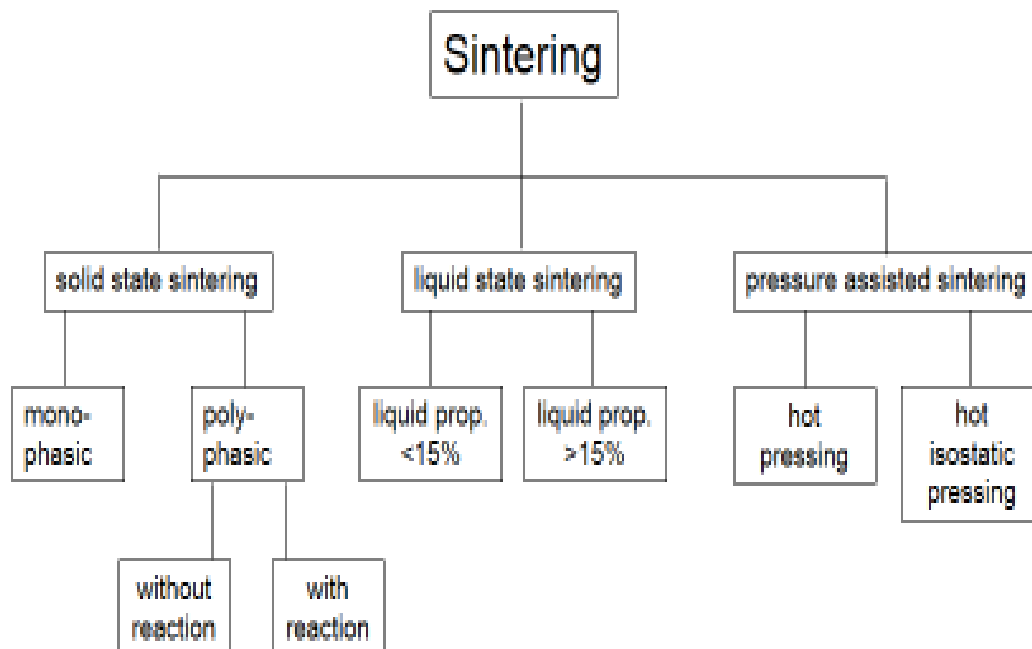 Sintering
solid state sintering
liquid state sintering
pressure assisted sintering
mono-
phasic
poly-
phasic
liquid prop.
<15%
liquid prop.
>15%
hot
pressing
hot
isostatic
pressing
without
reaction
with
reaction